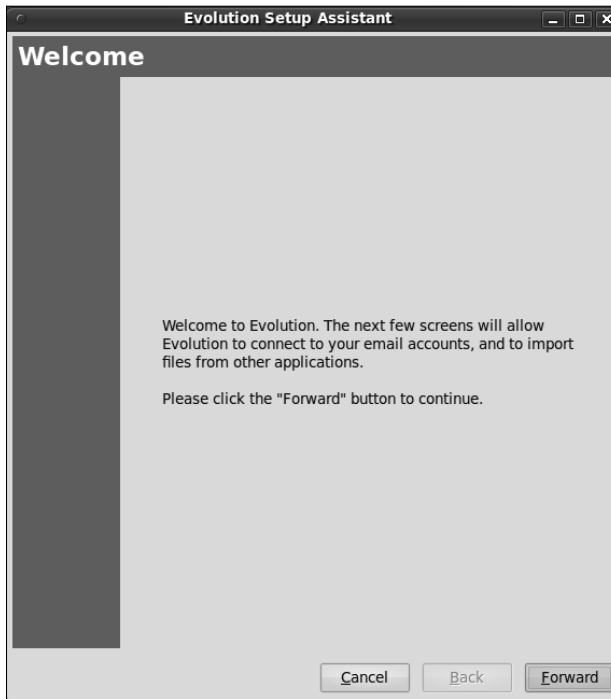 Evolution Setup Assistant
Welcome
Welcome to Evolution. The next few screens will allow
Evolution to connect to your email accounts, and to import
files from other applications.
Please click the "Forward" button to continue.
Cancel
Back
Forward